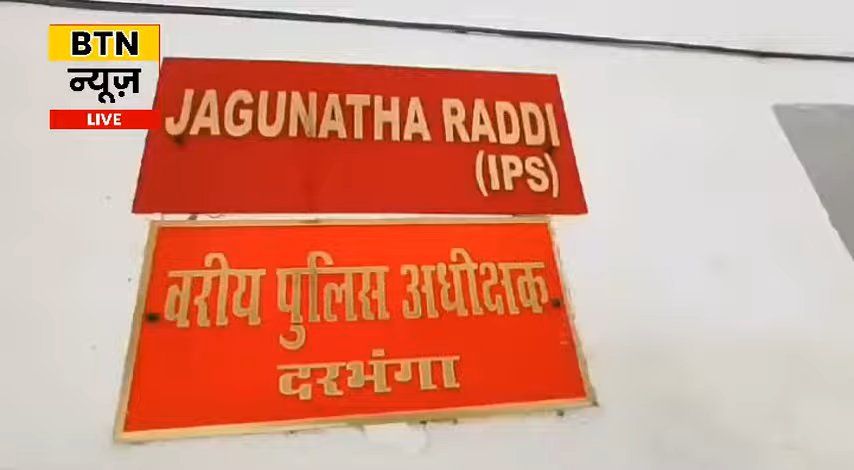 BTN
न्यूज़
LIVE
JAGUNATHA RADDI
(IPS)
वरीय पुलिस अधीक्षक
दरभंगा